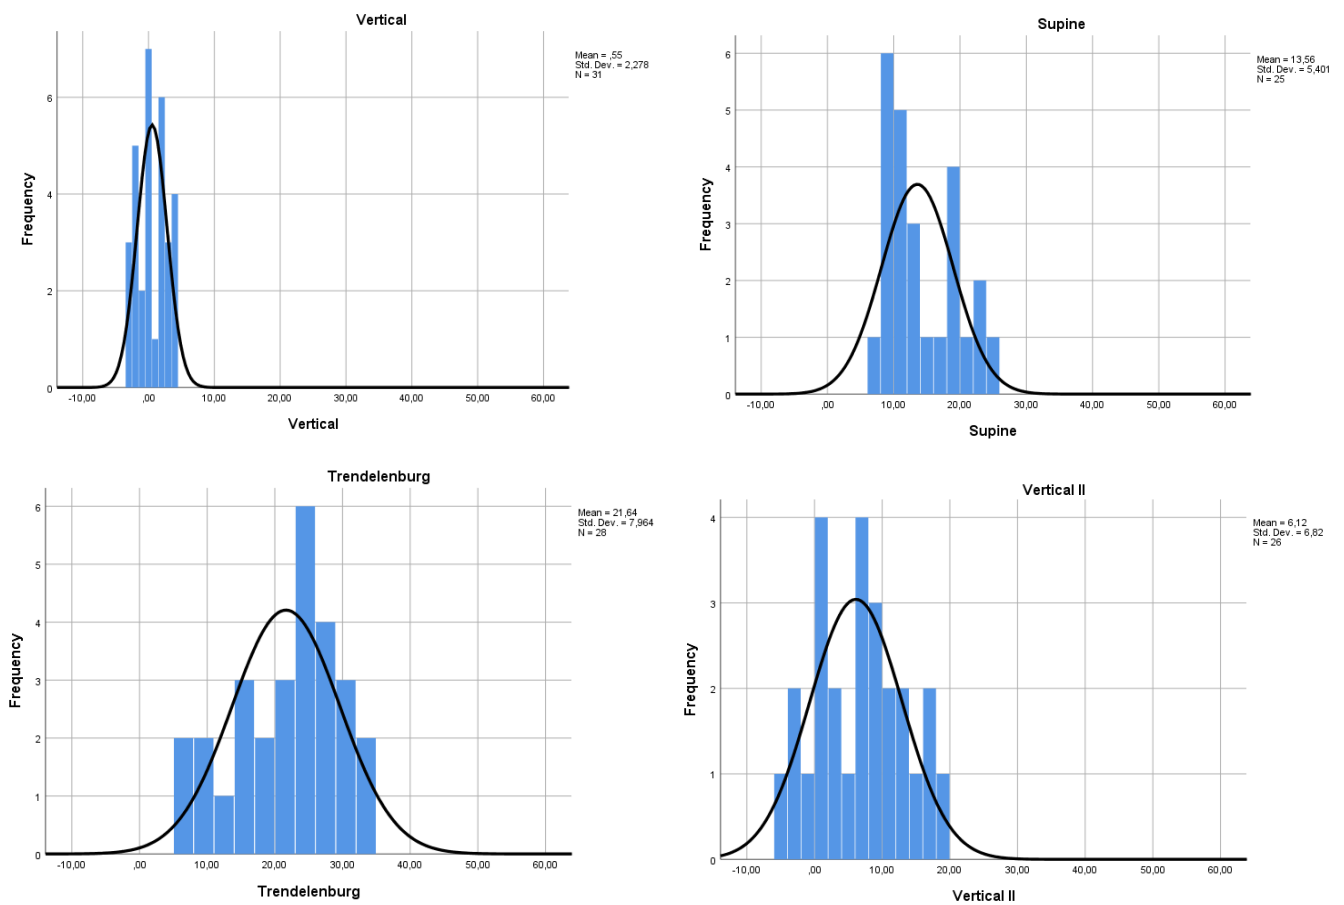 Vertical
Mean = ,55
Std. Dev. = 2,278
N = 31
Frequency
6
4
2
0
-10,00 ,00 10,00 20,00 30,00 40,00 50,00 60,00
Vertical
Supine
Mean = 13,56
Std. Dev. = 5,401
N = 25
Frequency
6
5
4
3
2
1
0
-10,00 ,00 10,00 20,00 30,00 40,00 50,00 60,00
Supine
Trendelenburg
Mean = 21,64
Std. Dev. = 7,964
N = 28
Frequency
6
5
4
3
2
1
0
-10,00 ,00 10,00 20,00 30,00 40,00 50,00 60,00
Trendelenburg
Vertical II
Mean = 6,12
Std. Dev. = 6,82
N = 26
Frequency
4
3
2
1
0
-10,00 ,00 10,00 20,00 30,00 40,00 50,00 60,00
Vertical II